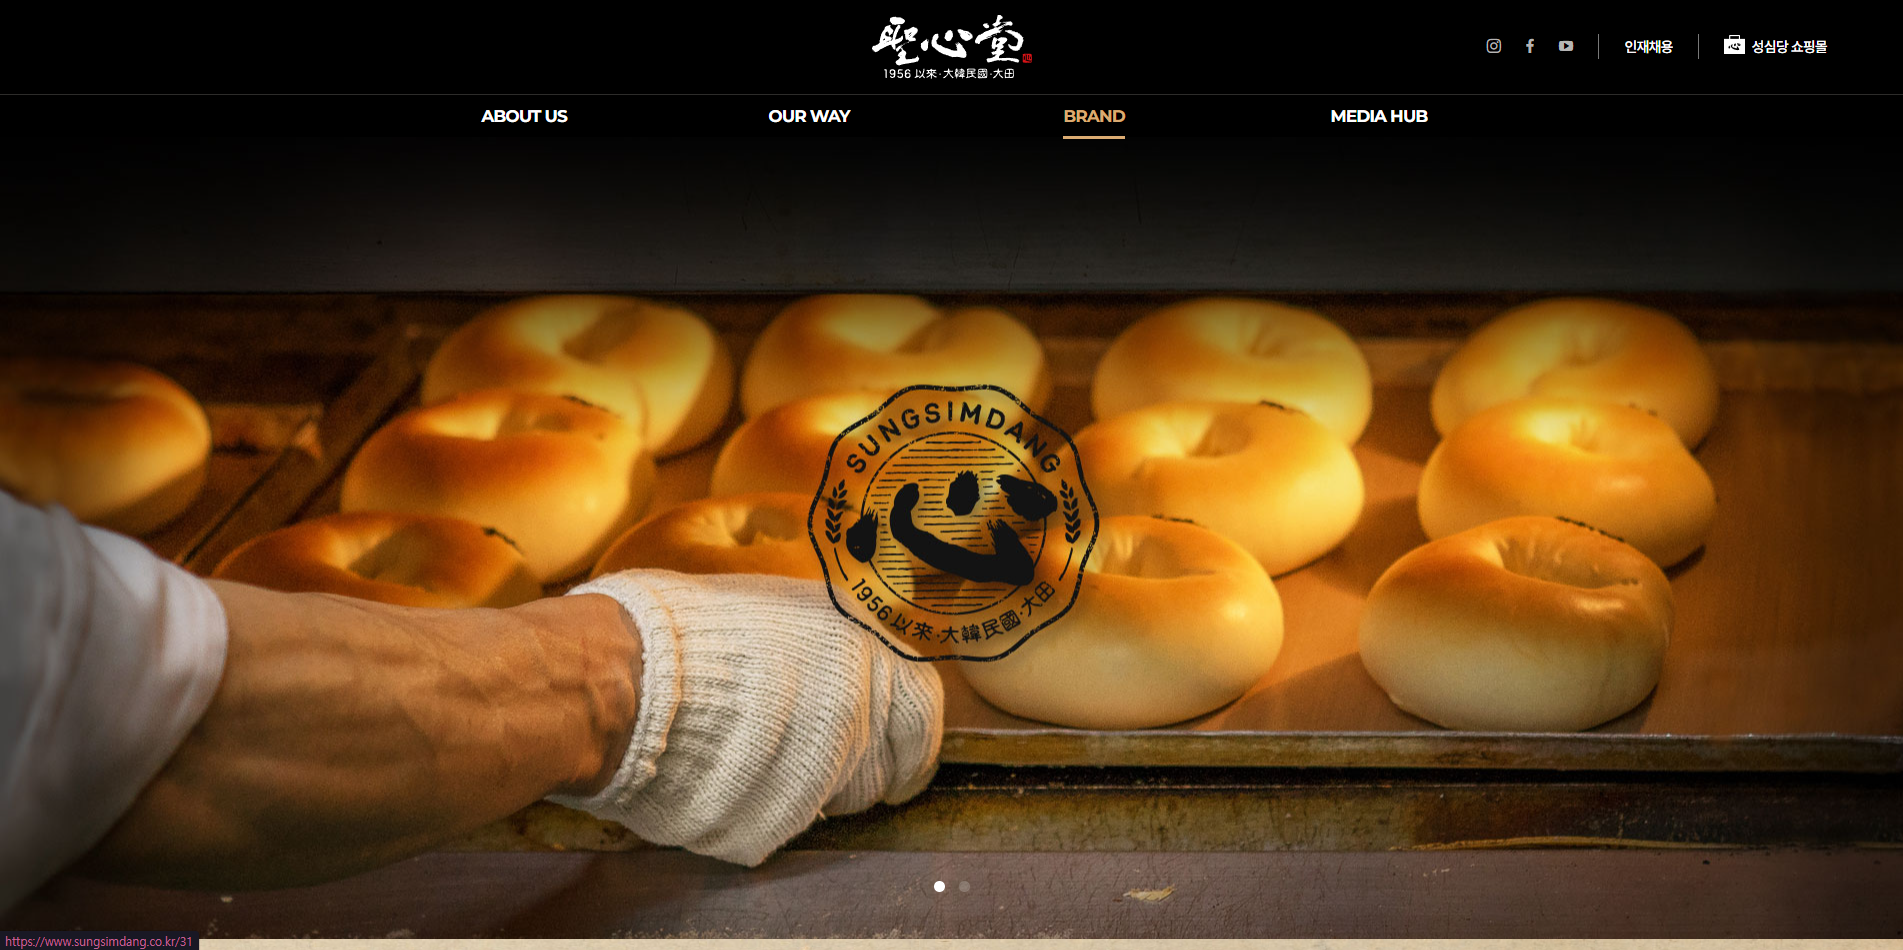 聖心堂
1956 以來·大韓民國·大田
인재채용
성심당 쇼핑몰
ABOUT US
OUR WAY
BRAND
MEDIA HUB
SUNGSIMDANG
心
1956 以來·大韓民國·大田
https://www.sungsimdang.co.kr/31